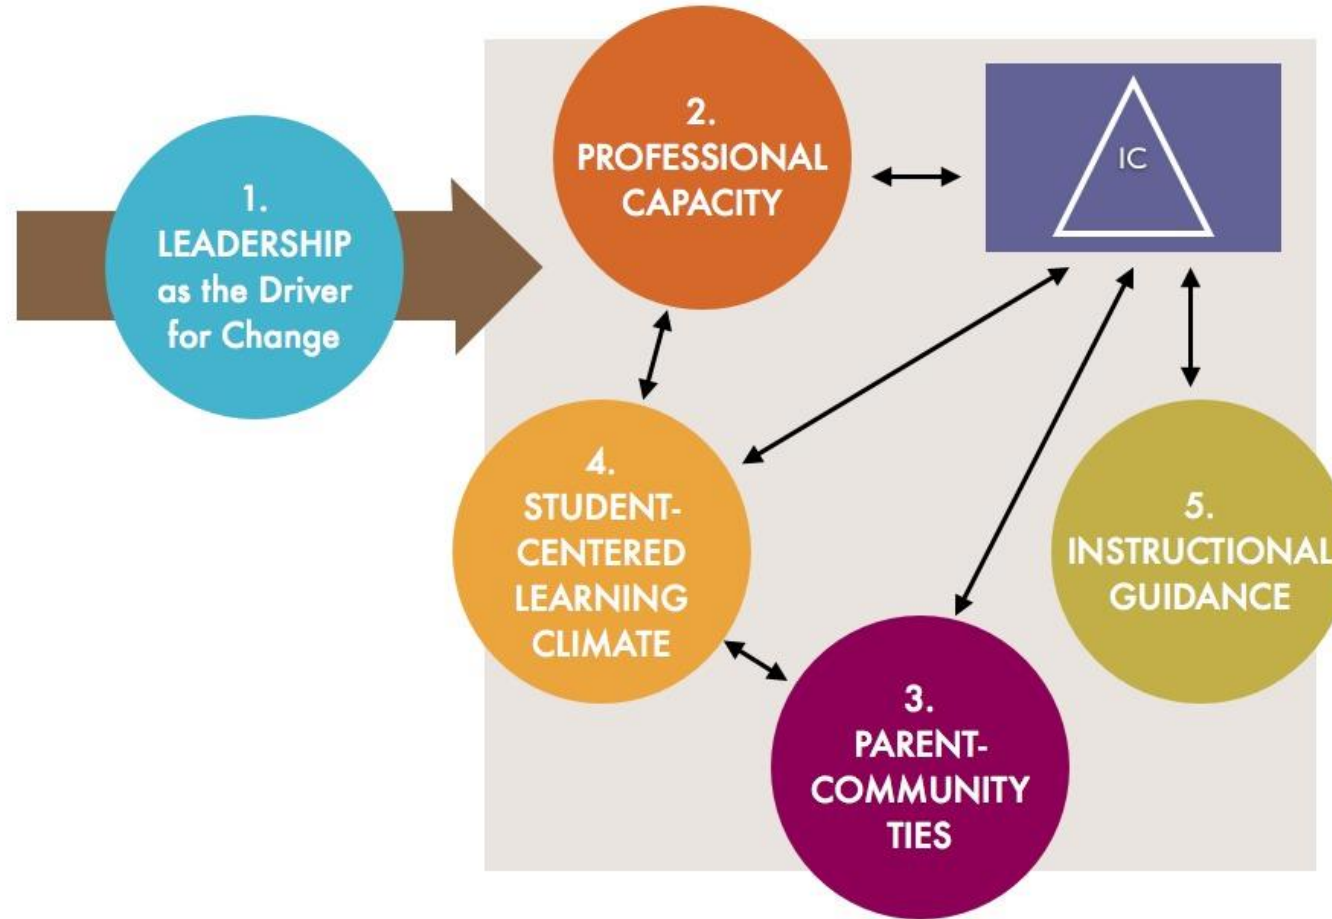 1.
LEADERSHIP
as the Driver
for Change
2.
PROFESSIONAL
CAPACITY
IC
4.
STUDENT-
CENTERED
LEARNING
CLIMATE
3.
PARENT-
COMMUNITY
TIES
5.
INSTRUCTIONAL
GUIDANCE